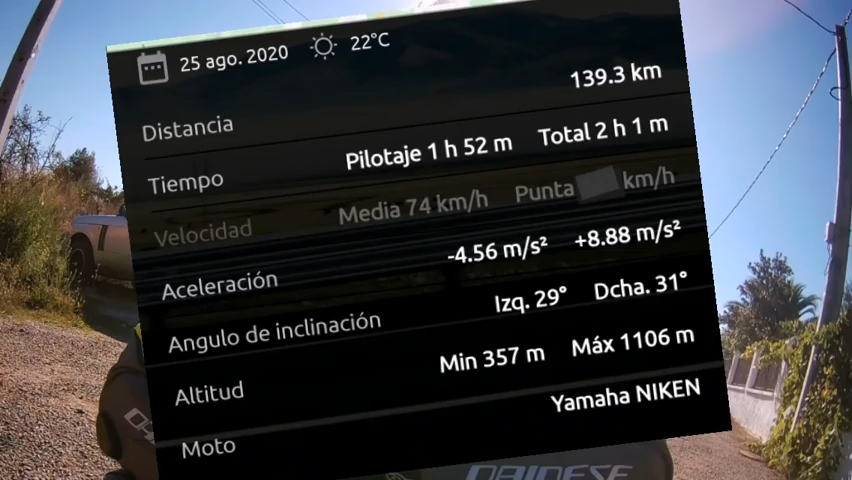 25 ago. 2020 22°C
Distancia 139.3 km
Tiempo Pilotaje 1 h 52 m Total 2 h 1 m
Velocidad Media 74 km/h Punta km/h
Aceleración -4.56 m/s² +8.88 m/s²
Angulo de inclinación Izq. 29° Dcha. 31°
Altitud Min 357 m Máx 1106 m
Moto Yamaha NIKEN
DAINESE